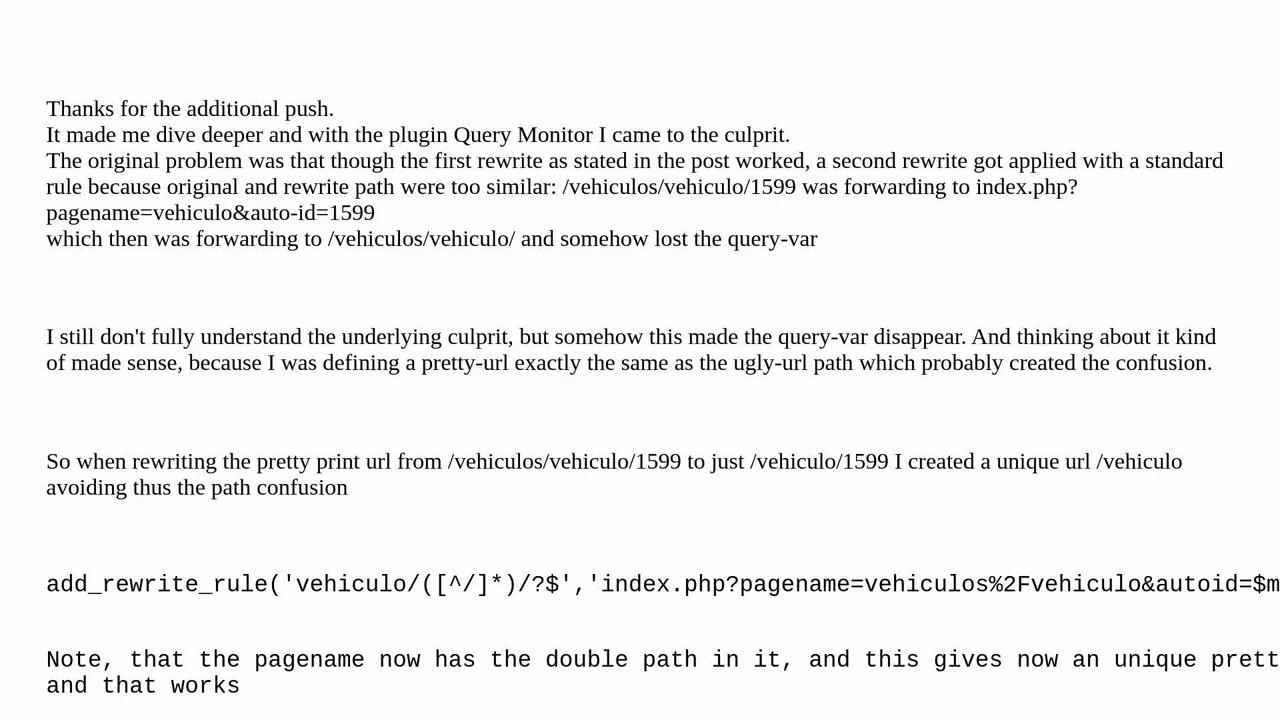 Thanks for the additional push.
It made me dive deeper and with the plugin Query Monitor I came to the culprit.
The original problem was that though the first rewrite as stated in the post worked, a second rewrite got applied with a standard
rule because original and rewrite path were too similar: /vehiculos/vehiculo/1599 was forwarding to index.php?
pagename=vehiculo&auto-id=1599
which then was forwarding to /vehiculos/vehiculo/ and somehow lost the query-var
I still don't fully understand the underlying culprit, but somehow this made the query-var disappear. And thinking about it kind
of made sense, because I was defining a pretty-url exactly the same as the ugly-url path which probably created the confusion.
So when rewriting the pretty print url from /vehiculos/vehiculo/1599 to just /vehiculo/1599 I created a unique url /vehiculo
avoiding thus the path confusion
add_rewrite_rule('vehiculo/([^/]*)/?$','index.php?pagename=vehiculos%2Fvehiculo&autoid=$m
Note, that the pagename now has the double path in it, and this gives now an unique prett
and that works